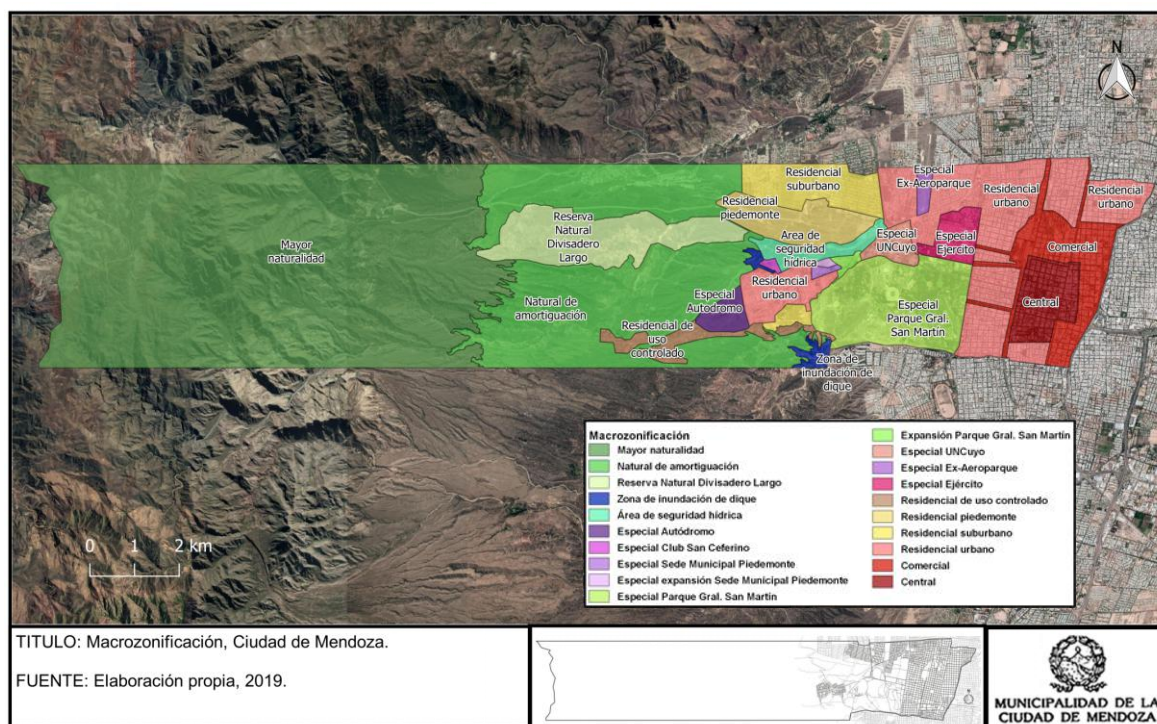 N
Residencial
suburbano
Especial
Ex-Aeroparque
Residencial
urbano
Residencial
urbano
Residencial
piedemonte
Reserva
Natural
Divisadero
Largo
Area de
seguridad
hídrica
Especial
UNCuyo
Especial
Ejercito
Comercial
Mayor
naturalidad
Residencial
urbano
Especial
Autodromo
Natural de
amortiguación
Central
Especial
Parque Gral.
San Martín
Residencial de
uso
controlado
Zona de
inundación de
dique
0 1 2 km
Macrozonificación
Mayor naturalidad
Natural de amortiguación
Reserva Natural Divisadero Largo
Zona de inundación de dique
Área de seguridad hídrica
Especial Autódromo
Especial Club San Ceferino
Especial Sede Municipal Piedemonte
Especial expansión Sede Municipal Piedemonte
Especial Parque Gral. San Martín
Expansión Parque Gral. San Martín
Especial UNCuyo
Especial Ex-Aeroparque
Especial Ejército
Residencial de uso controlado
Residencial piedemonte
Residencial suburbano
Residencial urbano
Comercial
Central
TITULO: Macrozonificación, Ciudad de Mendoza.
FUENTE: Elaboración propia, 2019.
MUNICIPALIDAD DE LA
CIUDAD DE MENDOZA